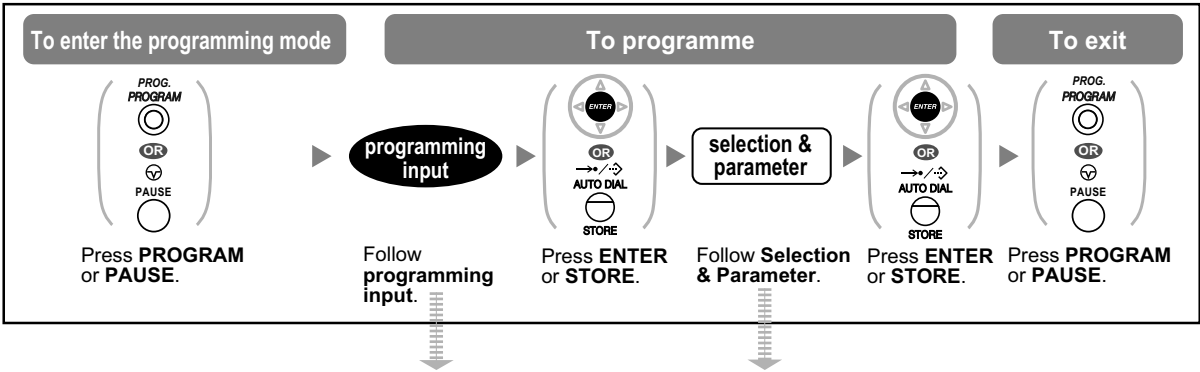 To enter the programming mode
To programme
To exit
PROG.
PROGRAM
OR
PAUSE
Press PROGRAM
or PAUSE.
programming
input
Follow
programming
input.
ENTER
OR
AUTO DIAL
STORE
Press ENTER
or STORE.
selection &
parameter
Follow Selection
& Parameter.
ENTER
OR
AUTO DIAL
STORE
Press ENTER
or STORE.
PROG.
PROGRAM
OR
PAUSE
Press PROGRAM
or PAUSE.